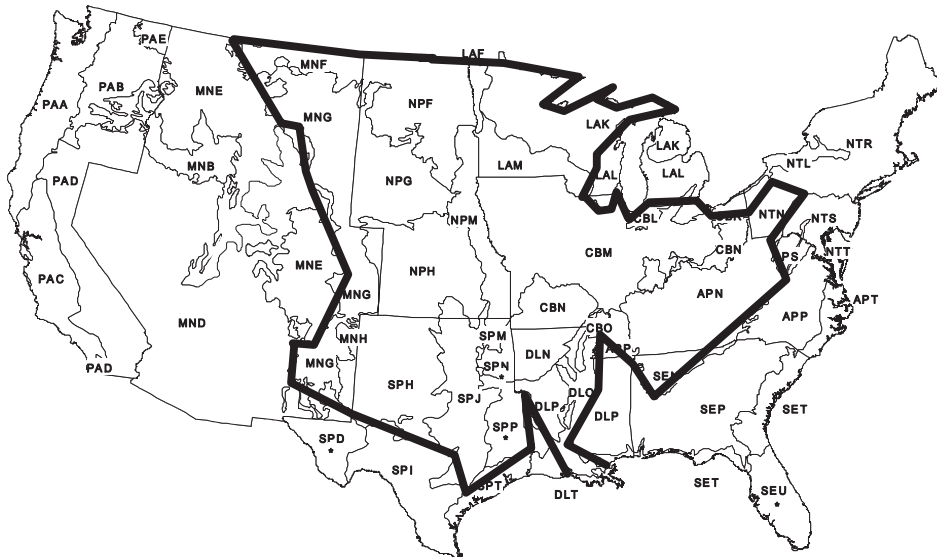 LAF
PAE
MNF
PAB
MNE
PAA
NPF
MNG
LAK
LAK
NTR
MNB
LAM
NTL
PAD
NPG
LAL
LAL
NPM
CBL
NTN
NTS
CBM
CBN
PS
NTT
MNE
NPH
PAC
MNG
APN
APT
CBN
MND
CBO
APP
MNH
SPM
DLN
MNG
SPN
PAD
SPH
SPJ
DLP
DLO
DLP
SEP
SET
SPP
SPD
SPI
SPT
DLT
SET
SEU